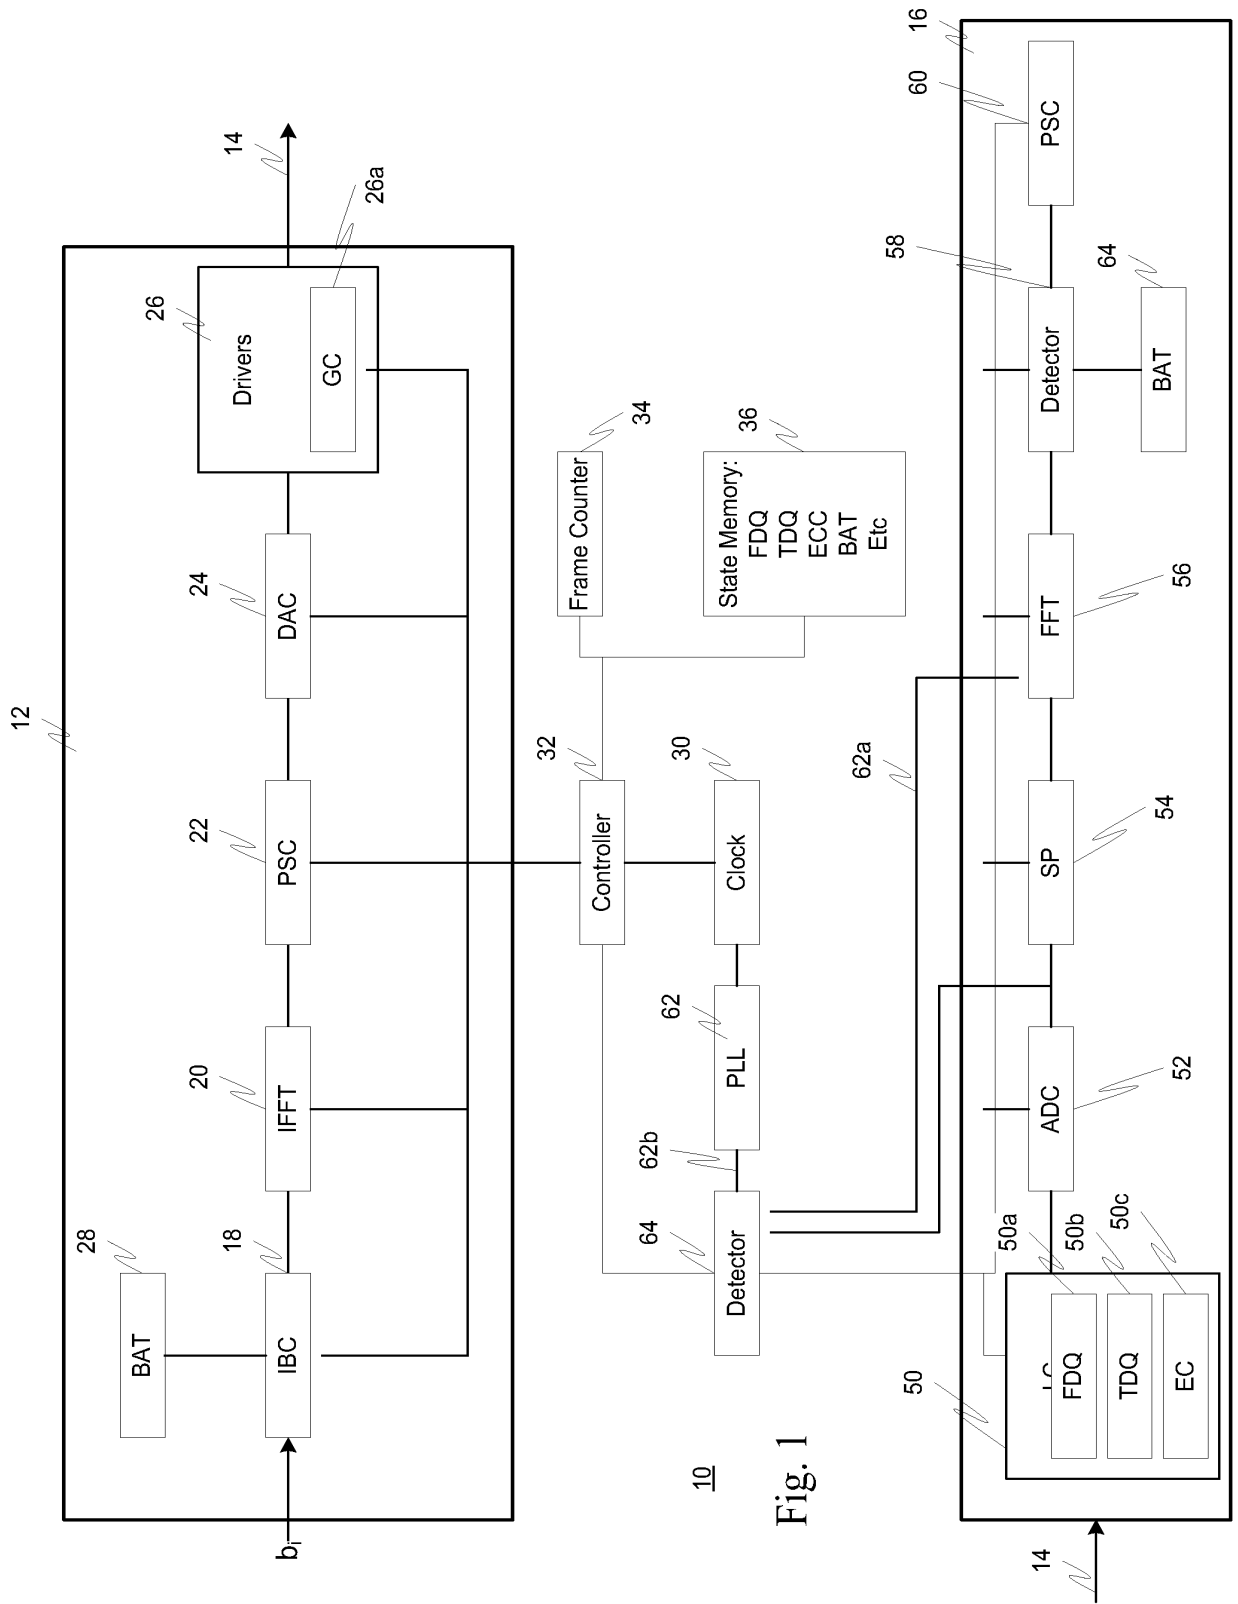 12
28
BAT
26
14
18
20
22
24
Drivers
26a
b_i
IBC
IFFT
PSC
DAC
GC
32
34
Controller
Frame Counter
64
62b
62
30
36
Detector
PLL
Clock
State Memory:
FDQ
TDQ
ECC
BAT
Etc
10
Fig. 1
62a
58
60
16
50
50a
50b
50c
14
FDQ
TDQ
EC
ADC
SP
FFT
Detector
PSC
52
54
56
64
BAT